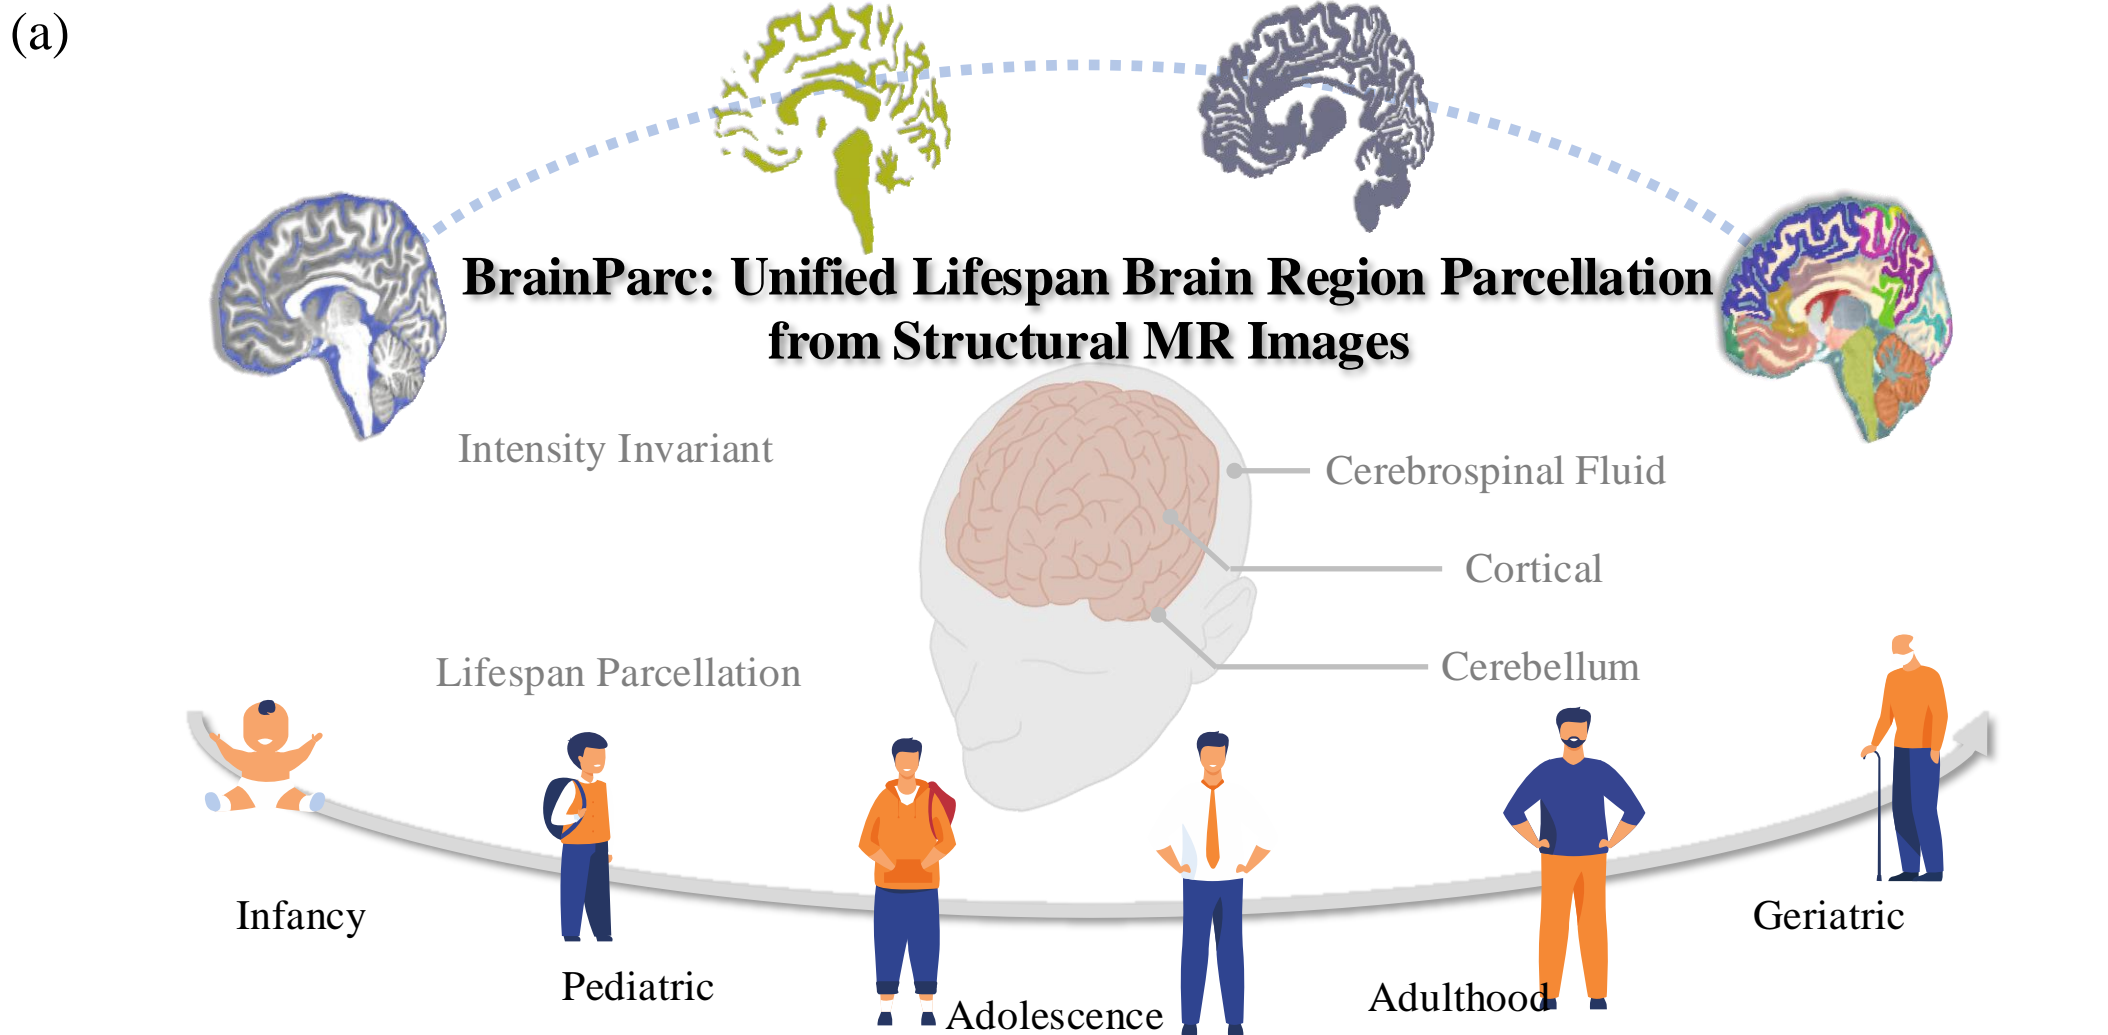 (a)
BrainParc: Unified Lifespan Brain Region Parcellation
from Structural MR Images
Intensity Invariant
Cerebrospinal Fluid
Cortical
Cerebellum
Lifespan Parcellation
Infancy
Pediatric
Adolescence
Adulthood
Geriatric